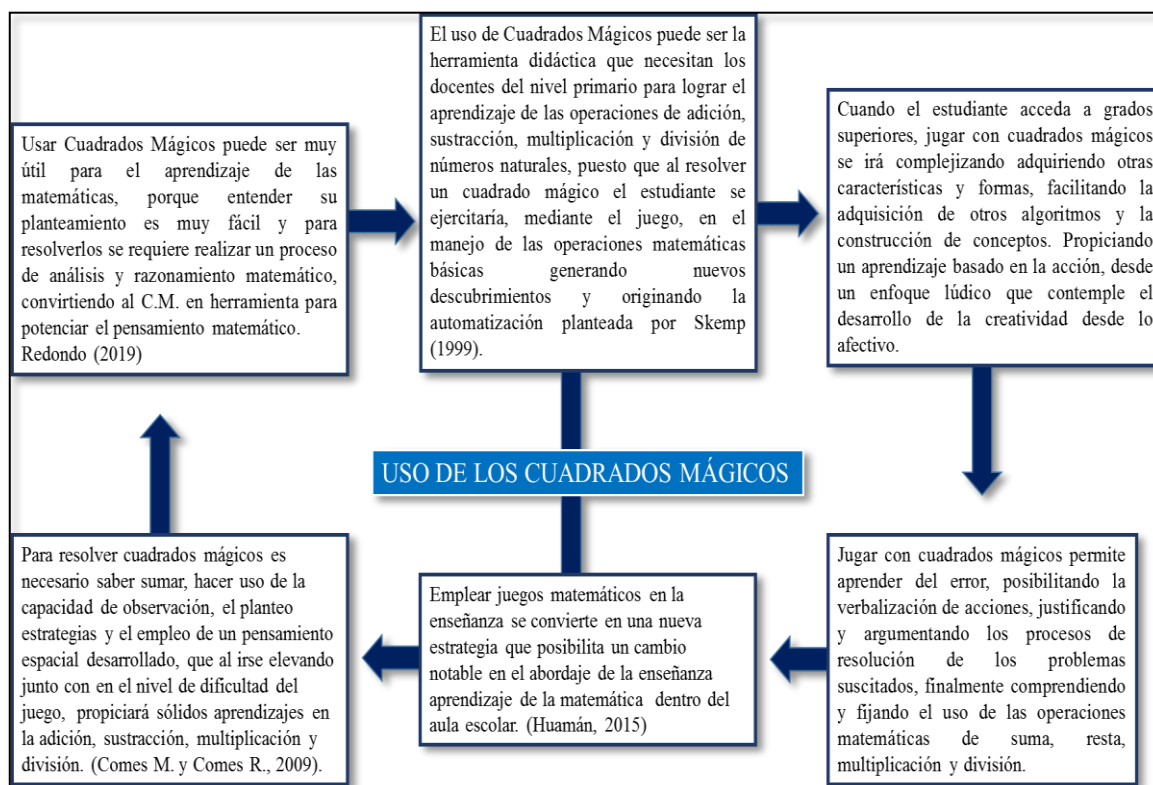 Usar Cuadrados Mágicos puede ser muy
útil para el aprendizaje de las
matemáticas, porque entender su
planteamiento es muy fácil y para
resolverlos se requiere realizar un proceso
de análisis y razonamiento matemático,
convirtiendo al C.M. en herramienta para
potenciar el pensamiento matemático.
Redondo (2019)
El uso de Cuadrados Mágicos puede ser la
herramienta didáctica que necesitan los
docentes del nivel primario para lograr el
aprendizaje de las operaciones de adición,
sustracción, multiplicación y división de
números naturales, puesto que al resolver
un cuadrado mágico el estudiante se
ejercitaría, mediante el juego, en el
manejo de las operaciones matemáticas
básicas generando nuevos
descubrimientos y originando la
automatización planteada por Skemp
(1999).
Cuando el estudiante acceda a grados
superiores, jugar con cuadrados mágicos
se irá complejizando adquiriendo otras
características y formas, facilitando la
adquisición de otros algoritmos y la
construcción de conceptos. Propiciando
un aprendizaje basado en la acción, desde
un enfoque lúdico que contemple el
desarrollo de la creatividad desde lo
afectivo.
USO DE LOS CUADRADOS MÁGICOS
Para resolver cuadrados mágicos es
necesario saber sumar, hacer uso de la
capacidad de observación, el planteo
estrategias y el empleo de un pensamiento
espacial desarrollado, que al irse elevando
junto con en el nivel de dificultad del
juego, propiciará sólidos aprendizajes en
la adición, sustracción, multiplicación y
división. (Comes M. y Comes R., 2009).
Emplear juegos matemáticos en la
enseñanza se convierte en una nueva
estrategia que posibilita un cambio
notable en el abordaje de la enseñanza
aprendizaje de la matemática dentro del
aula escolar. (Huamán, 2015)
Jugar con cuadrados mágicos permite
aprender del error, posibilitando la
verbalización de acciones, justificando
y argumentando los procesos de
resolución de los problemas
suscitados, finalmente comprendiendo
y fijando el uso de las operaciones
matemáticas de suma, resta,
multiplicación y división.